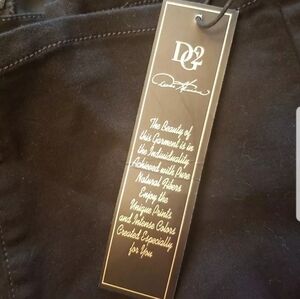 DG2
The Beauty of
this Garment is in
the Individuality
Achieved with Pure
Natural Fibers
Enjoy the
Unique Prints
and Intense Colors
Created Especially
for You